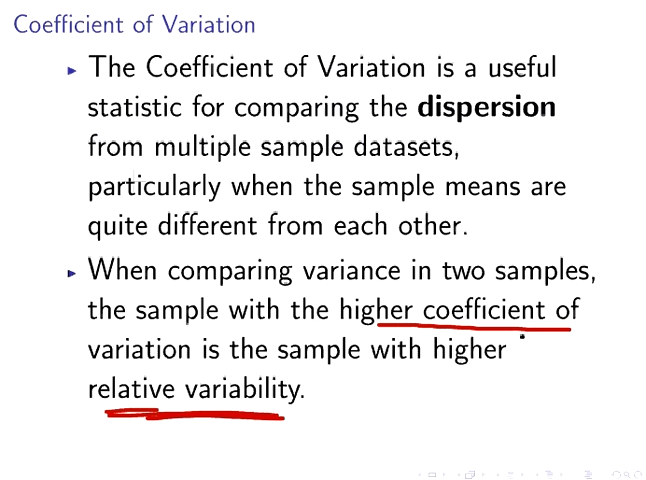 Coefficient of Variation
The Coefficient of Variation is a useful
statistic for comparing the dispersion
from multiple sample datasets,
particularly when the sample means are
quite different from each other.
When comparing variance in two samples,
the sample with the higher coefficient of
variation is the sample with higher
relative variability.